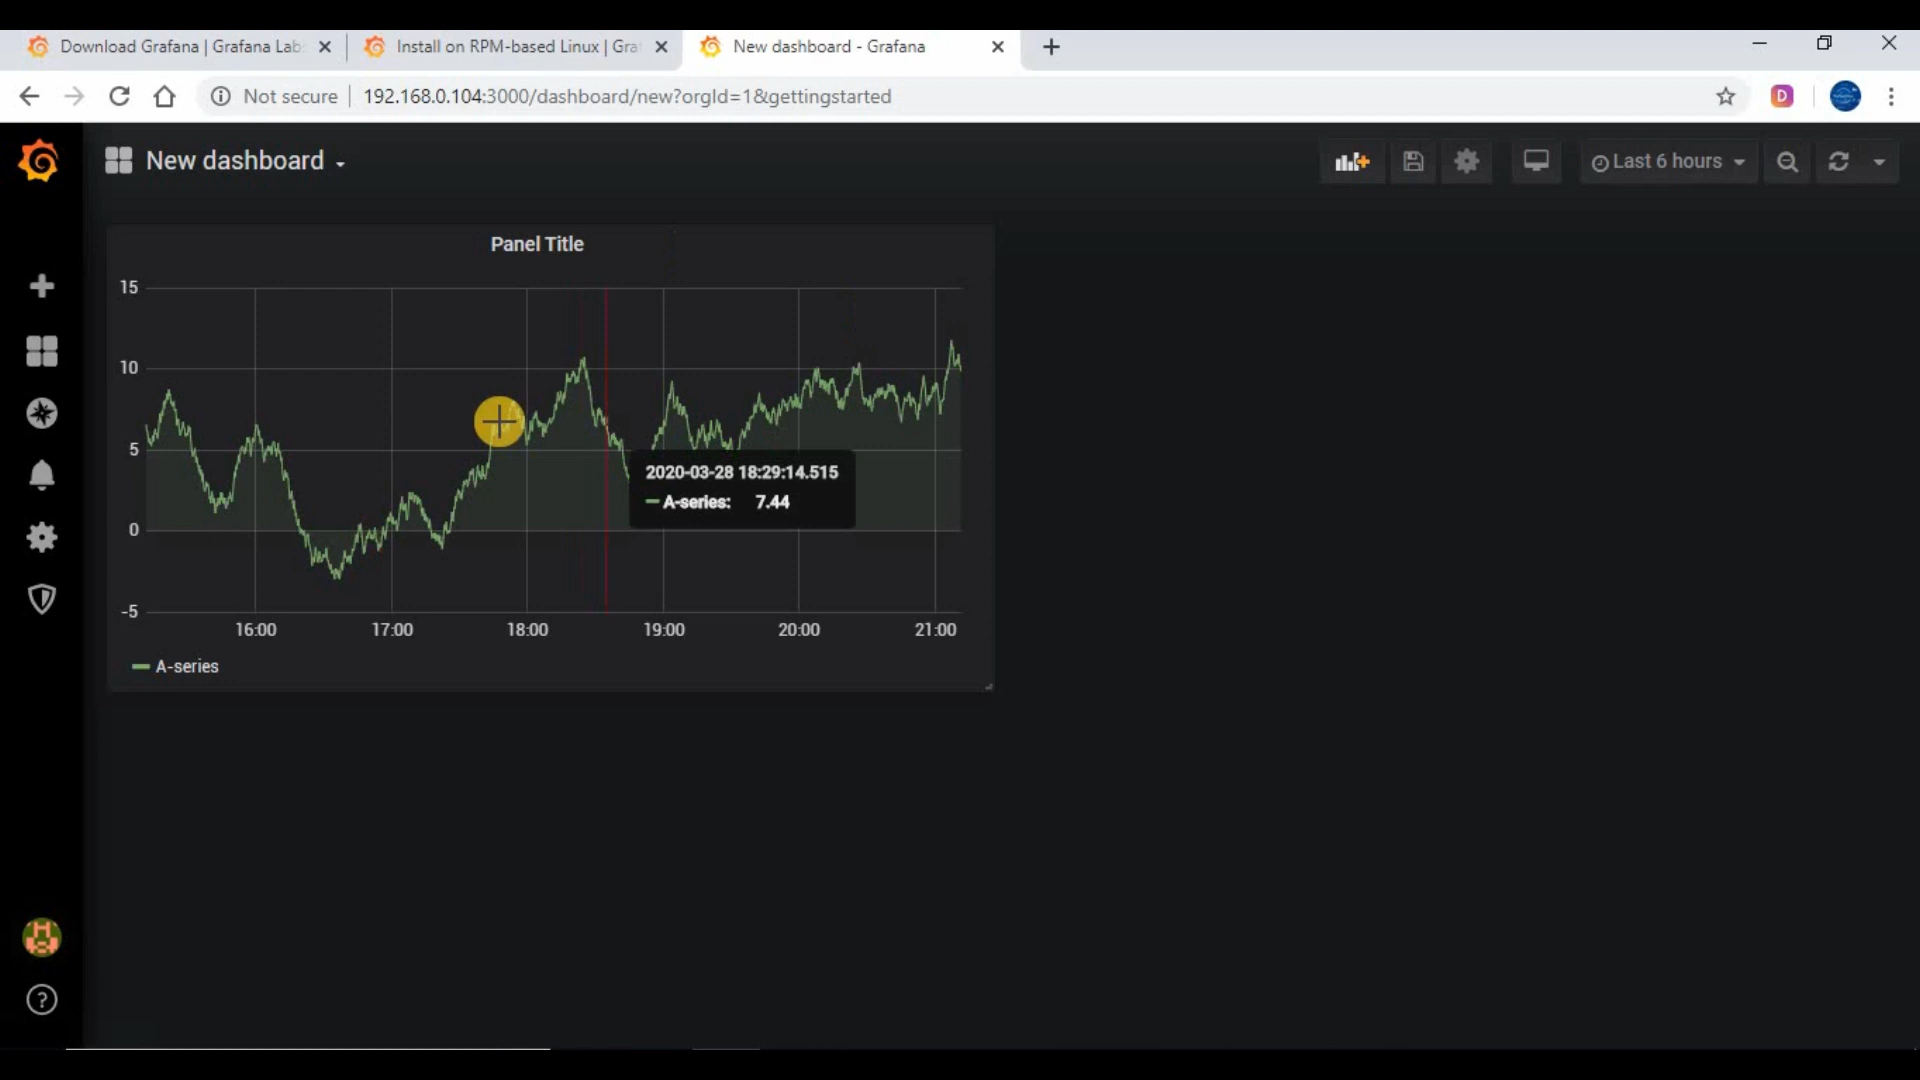 Download Grafana | Grafana Lab
Install on RPM-based Linux | Gra
New dashboard - Grafana
Not secure
192.168.0.104:3000/dashboard/new?orgId=1&gettingstarted
D
New dashboard
Last 6 hours
Panel Title
15
10
5
0
-5
2020-03-28 18:29:14.515
A-series: 7.44
16:00 17:00 18:00 19:00 20:00 21:00
A-series